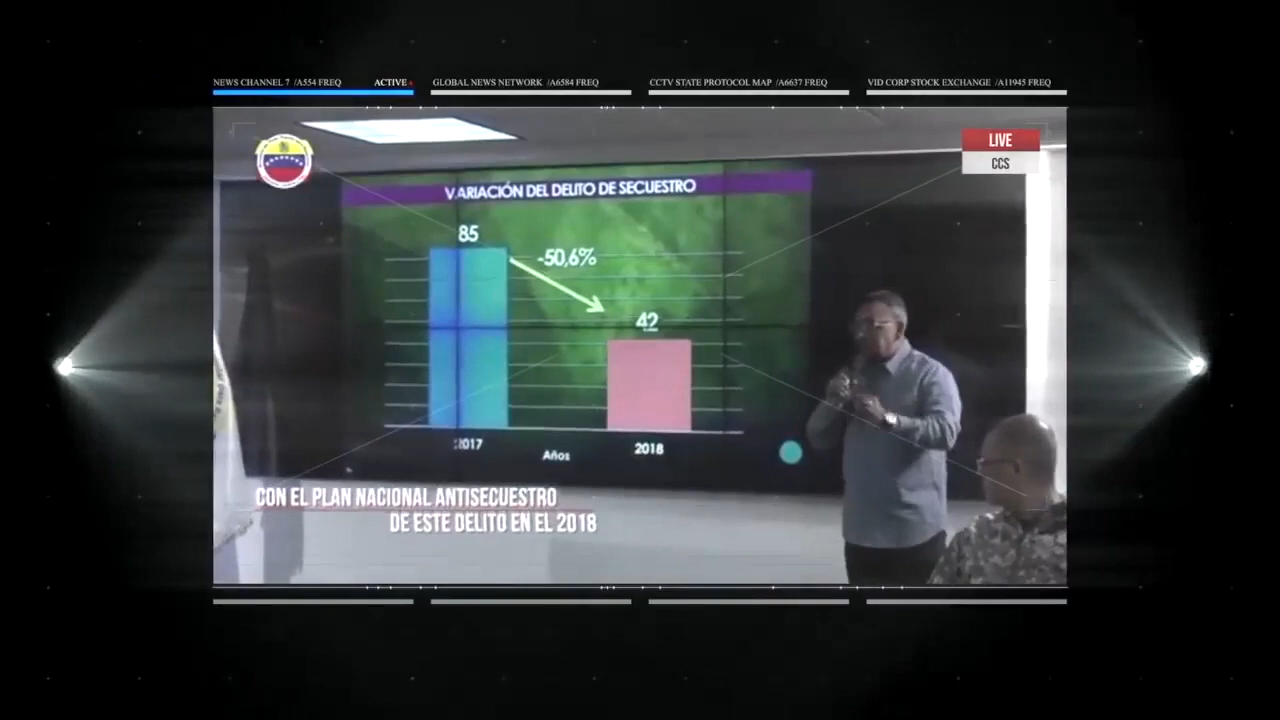 NEWS CHANNEL 7 /A554 FREQ ACTIVE
GLOBAL NEWS NETWORK /A6584 FREQ
CCTV STATE PROTOCOL MAP /A6637 FREQ
VID CORP STOCK EXCHANGE /A11945 FREQ
LIVE
CCS
VARIACIÓN DEL DELITO DE SECUESTRO
85
-50,6%
42
2017
Años
2018
CON EL PLAN NACIONAL ANTISECUESTRO
DE ESTE DELITO EN EL 2018